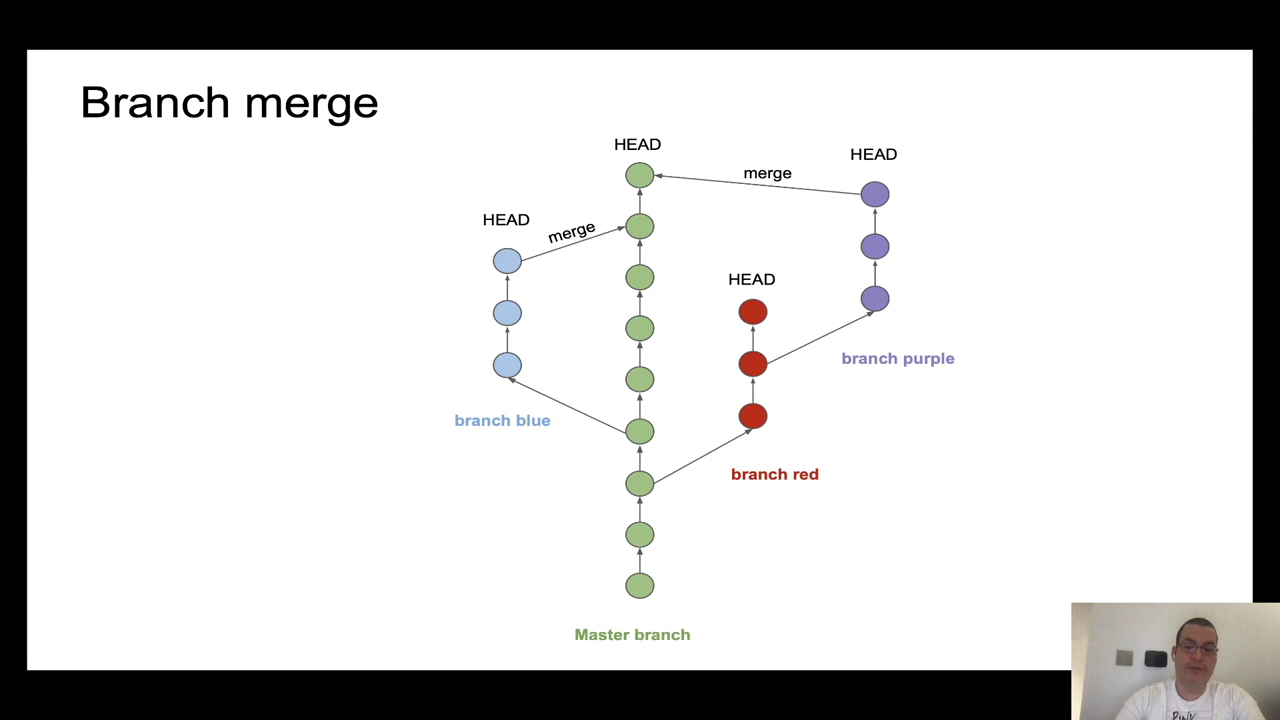 Branch merge
HEAD
HEAD
merge
HEAD
merge
HEAD
branch purple
branch blue
branch red
Master branch